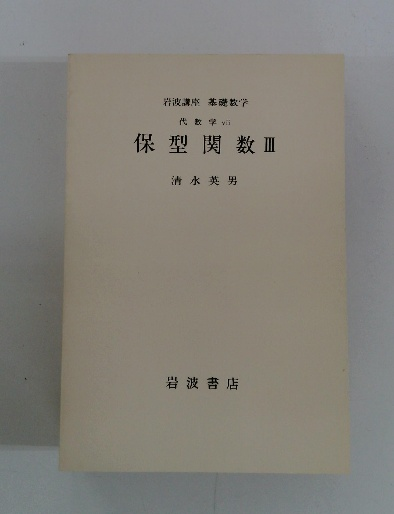 岩波講座 基礎数学
代数学 vii
保型関数 III
清水英男
岩波書店